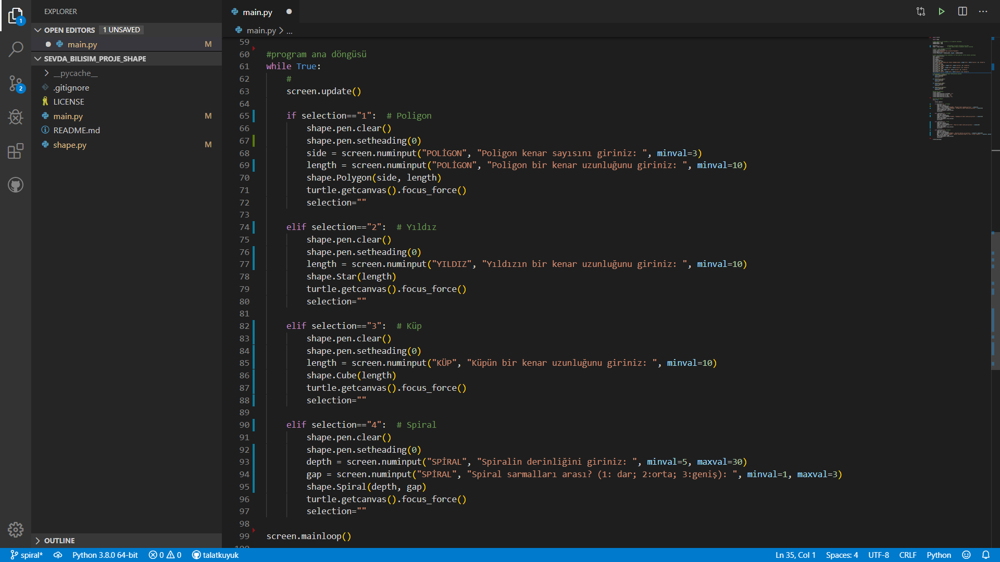 EXPLORER
OPEN EDITORS 1 UNSAVED
main.py M
SEVDA_BILISIM_PROJE_SHAPE
__pycache__
.gitignore
LICENSE
main.py M
README.md
shape.py M
OUTLINE
1
2
main.py
main.py > ...
59
60 #program ana döngüsü
61 while True:
62     #
63     screen.update()
64
65     if selection=="1":  # Poligon
66         shape.pen.clear()
67         shape.pen.setheading(0)
68         side = screen.numinput("POLİGON", "Poligon kenar sayısını giriniz: ", minval=3)
69         length = screen.numinput("POLİGON", "Poligon bir kenar uzunluğunu giriniz: ", minval=10)
70         shape.Polygon(side, length)
71         turtle.getcanvas().focus_force()
72         selection=""
73
74     elif selection=="2":  # Yıldız
75         shape.pen.clear()
76         shape.pen.setheading(0)
77         length = screen.numinput("YILDIZ", "Yıldızın bir kenar uzunluğunu giriniz: ", minval=10)
78         shape.Star(length)
79         turtle.getcanvas().focus_force()
80         selection=""
81
82     elif selection=="3":  # Küp
83         shape.pen.clear()
84         shape.pen.setheading(0)
85         length = screen.numinput("KÜP", "Küpün bir kenar uzunluğunu giriniz: ", minval=10)
86         shape.Cube(length)
87         turtle.getcanvas().focus_force()
88         selection=""
89
90     elif selection=="4":  # Spiral
91         shape.pen.clear()
92         shape.pen.setheading(0)
93         depth = screen.numinput("SPİRAL", "Spiralin derinliğini giriniz: ", minval=5, maxval=30)
94         gap = screen.numinput("SPİRAL", "Spiral sarmalları arası? (1: dar; 2:orta; 3:geniş): ", minval=1, maxval=3)
95         shape.Spiral(depth, gap)
96         turtle.getcanvas().focus_force()
97         selection=""
98
99 screen.mainloop()
spiral* Python 3.8.0 64-bit 0 0 talatkuyuk Ln 35, Col 1 Spaces: 4 UTF-8 CRLF Python